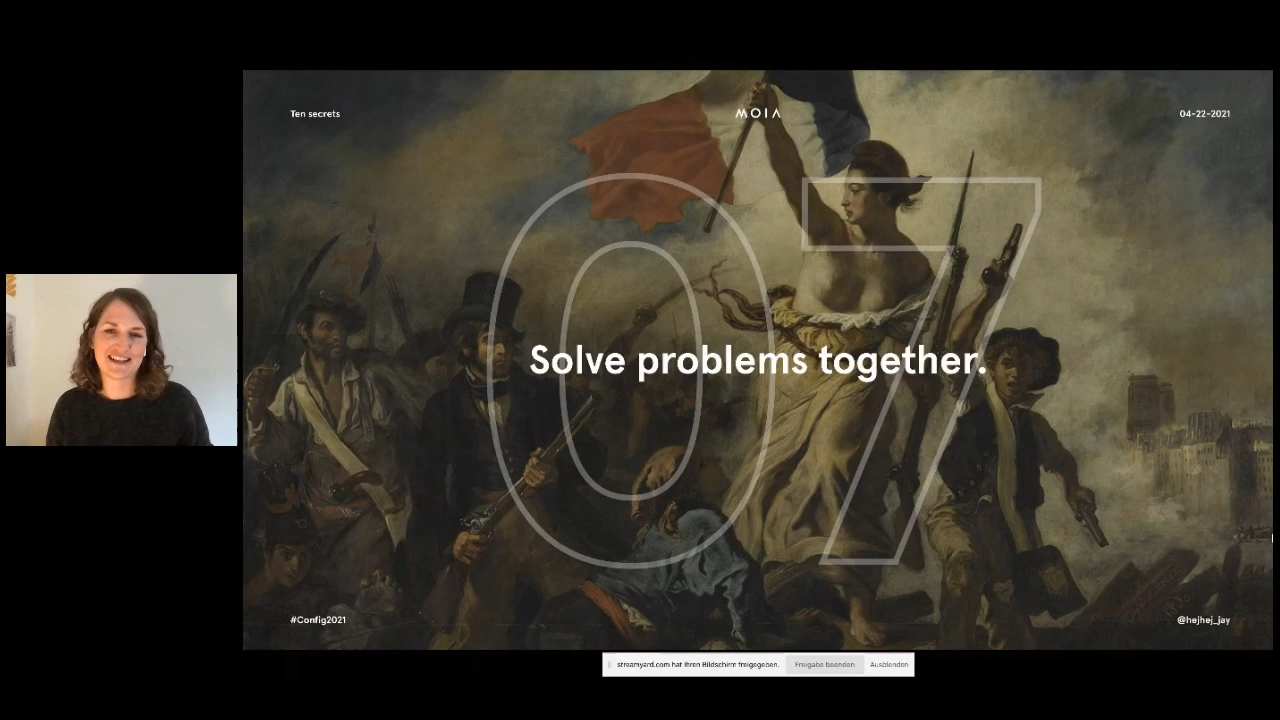 Ten secrets
MOIA
04-22-2021
07
Solve problems together.
#Config2021
@hejhej_jay
streamyard.com hat Ihren Bildschirm freigegeben.
Freigabe beenden
Ausblenden